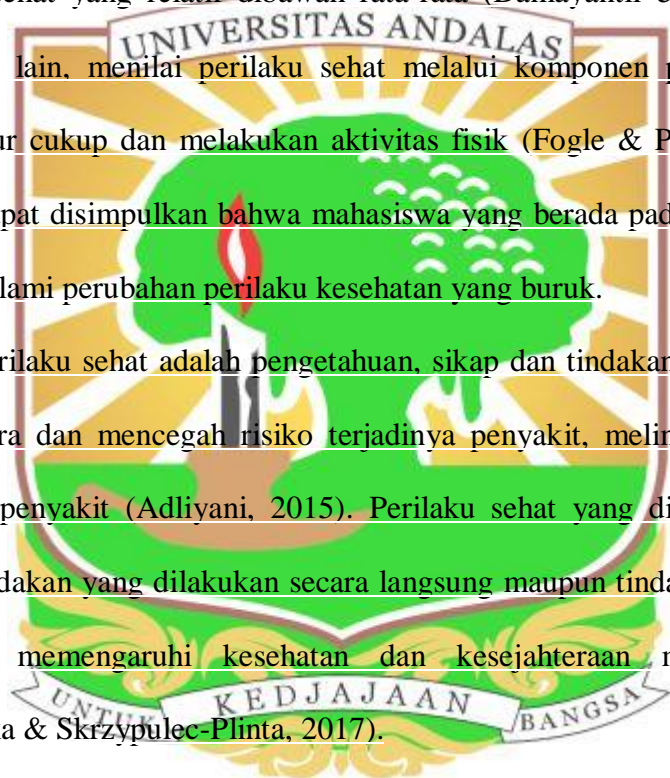 sehat yang relatif dibawah rata-rata
UNIVERSITAS ANDALAS
lain, menilai perilaku sehat melalui komponen p
ur cukup dan melakukan aktivitas fisik (Fogle & P
pat disimpulkan bahwa mahasiswa yang berada pad
lami perubahan perilaku kesehatan yang buruk.
rilaku sehat adalah pengetahuan, sikap dan tindakan
ra dan mencegah risiko terjadinya penyakit, melin
penyakit (Adliyani, 2015). Perilaku sehat yang di
dakan yang dilakukan secara langsung maupun tinda
memengaruhi kesehatan dan kesejahteraan
UNTUK KEDJAJAAN BANGSA
ka & Skrzypulec-Plinta, 2017).